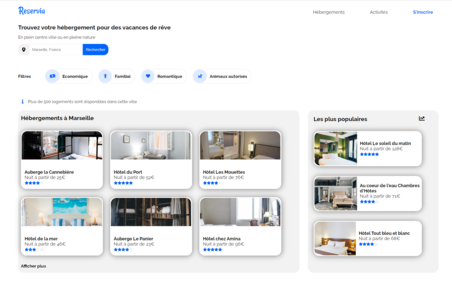 Reservia
Hébergements
Activités
S'inscrire
Trouvez votre hébergement pour des vacances de rêve
En plein centre-ville ou en pleine nature
Marseille, France
Rechercher
Filtres
Économique
Familial
Romantique
Animaux autorisés
Plus de 500 logements sont disponibles dans cette ville
Hébergements à Marseille
Auberge la Cannebière
Nuit à partir de 25€
Hôtel du Port
Nuit à partir de 52€
Hôtel Les Mouettes
Nuit à partir de 76€
Hôtel de la mer
Nuit à partir de 46€
Auberge Le Panier
Nuit à partir de 23€
Hôtel chez Amina
Nuit à partir de 96€
Afficher plus
Les plus populaires
Hôtel Le soleil du matin
Nuit à partir de 128€
Au coeur de l'eau Chambres d'Hôtes
Nuit à partir de 71€
Hôtel Tout bleu et blanc
Nuit à partir de 68€